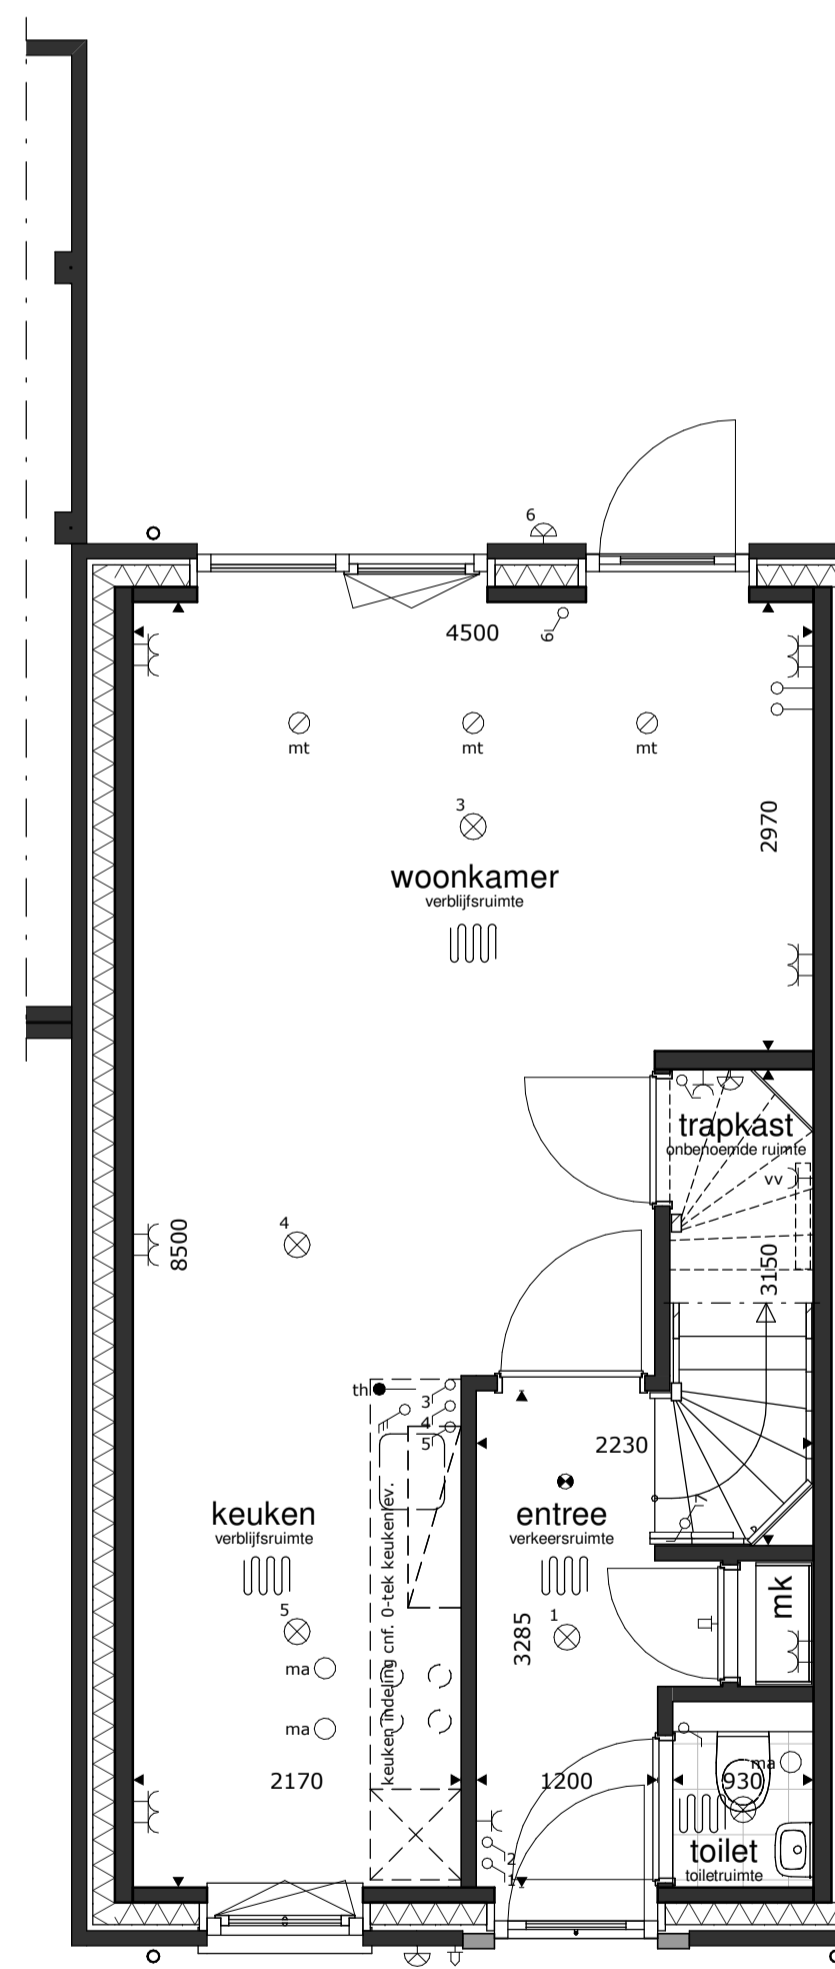 6
4500
6
mt
mt
mt
3
2970
woonkamer
verblijfsruimte
trapkast
onbenoemde ruimte
vv
8500
4
3150
th
3
4
5
2230
keuken
verblijfsruimte
entree
verkeersruimte
7
keuken indeling cnf. 0-tek keukenlev.
mk
5
1
3285
ma
ma
ma
2170
1200
930
toilet
toiletruimte
2
1